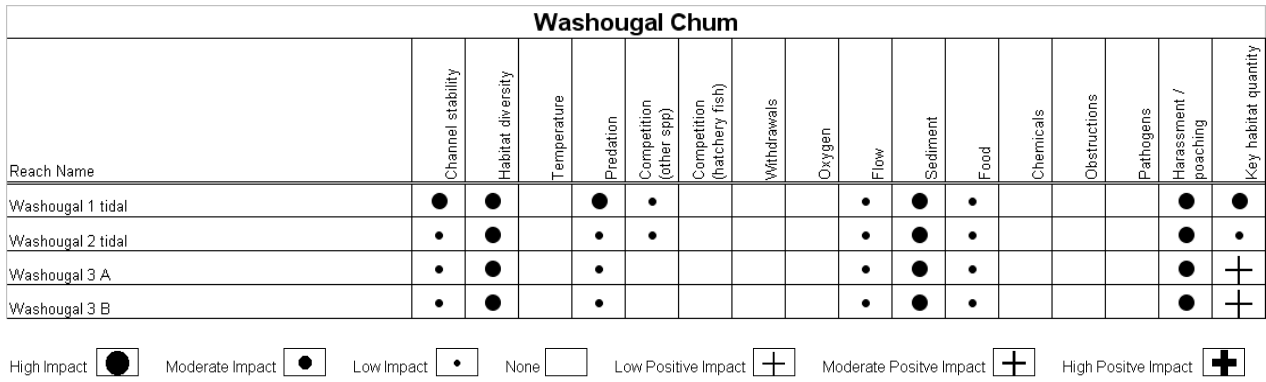 Washougal Chum
Reach Name
Channel stability
Habitat diversity
Temperature
Predation
Competition
(other spp)
Competition
(hatchery fish)
Withdrawals
Oxygen
Flow
Sediment
Food
Chemicals
Obstructions
Pathogens
Harassment /
poaching
Key habitat quantity
Washougal 1 tidal
Washougal 2 tidal
Washougal 3 A
Washougal 3 B
High Impact Moderate Impact Low Impact None Low Positive Impact Moderate Positve Impact High Positve Impact